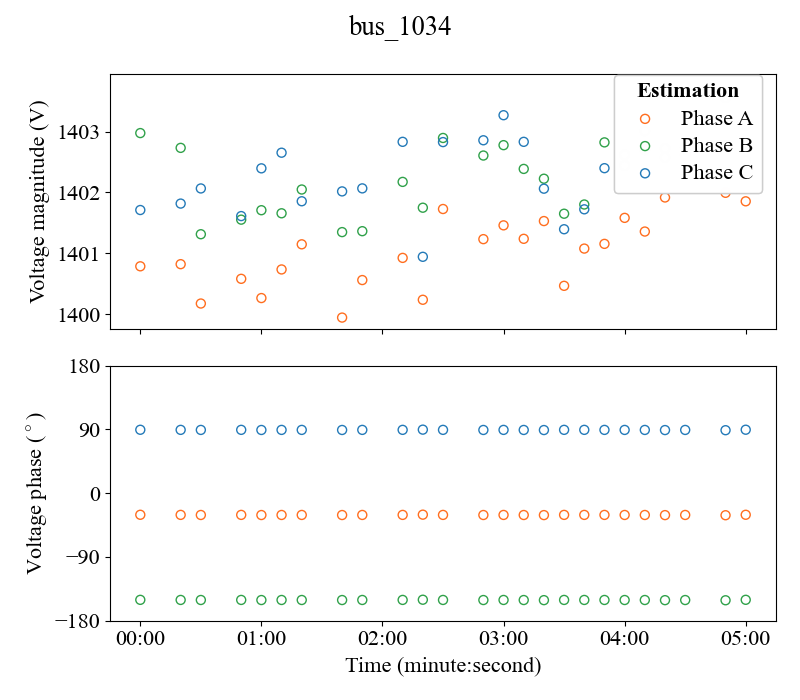 bus_1034
Voltage magnitude (V)
1403
1402
1401
1400
Estimation
Phase A
Phase B
Phase C
Voltage phase (°)
180
90
0
−90
−180
00:00 01:00 02:00 03:00 04:00 05:00
Time (minute:second)